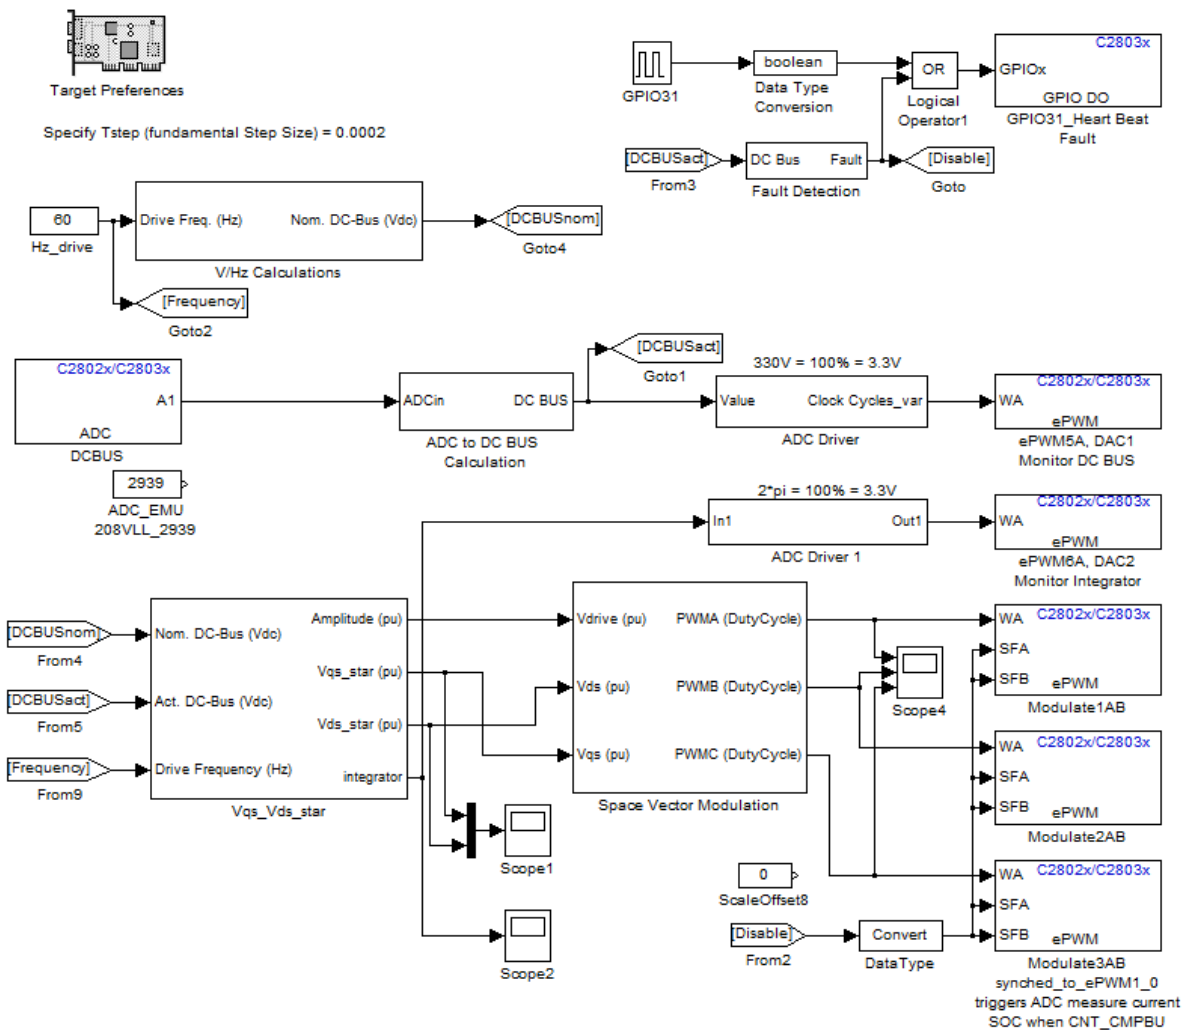 Target Preferences
Specify Tstep (fundamental Step Size) = 0.0002
GPIO31
boolean
Data Type
Conversion
OR
Logical
Operator1
C2803x
GPIOx
GPIO DO
GPIO31_Heart Beat
Fault
[DCBUSact]
From3
DC Bus
Fault
Fault Detection
[Disable]
Goto
60
Hz_drive
Drive Freq. (Hz)
Nom. DC-Bus (Vdc)
V/Hz Calculations
[DCBUSnom]
Goto4
[Frequency]
Goto2
C2802x/C2803x
A1
ADC
DCBUS
2939
ADC_EMU
208VLL_2939
ADCin
DC BUS
ADC to DC BUS
Calculation
[DCBUSact]
Goto1
330V = 100% = 3.3V
Value
Clock Cycles_var
ADC Driver
C2802x/C2803x
WA
ePWM
ePWM5A, DAC1
Monitor DC BUS
2*pi = 100% = 3.3V
In1
Out1
ADC Driver 1
C2802x/C2803x
WA
ePWM
ePWM6A, DAC2
Monitor Integrator
[DCBUSnom]
From4
[DCBUSact]
From5
[Frequency]
From9
Nom. DC-Bus (Vdc)
Act. DC-Bus (Vdc)
Drive Frequency (Hz)
Amplitude (pu)
Vqs_star (pu)
Vds_star (pu)
integrator
Vqs_Vds_star
Scope1
Scope2
Vdrive (pu)
Vds (pu)
Vqs (pu)
PWMA (DutyCycle)
PWMB (DutyCycle)
PWMC (DutyCycle)
Space Vector Modulation
Scope4
0
ScaleOffset8
[Disable]
From2
Convert
DataType
C2802x/C2803x
WA
SFA
SFB
ePWM
Modulate1AB
C2802x/C2803x
WA
SFA
SFB
ePWM
Modulate2AB
C2802x/C2803x
WA
SFA
SFB
ePWM
Modulate3AB
synched_to_ePWM1_0
triggers ADC measure current
SOC when CNT_CMPBU